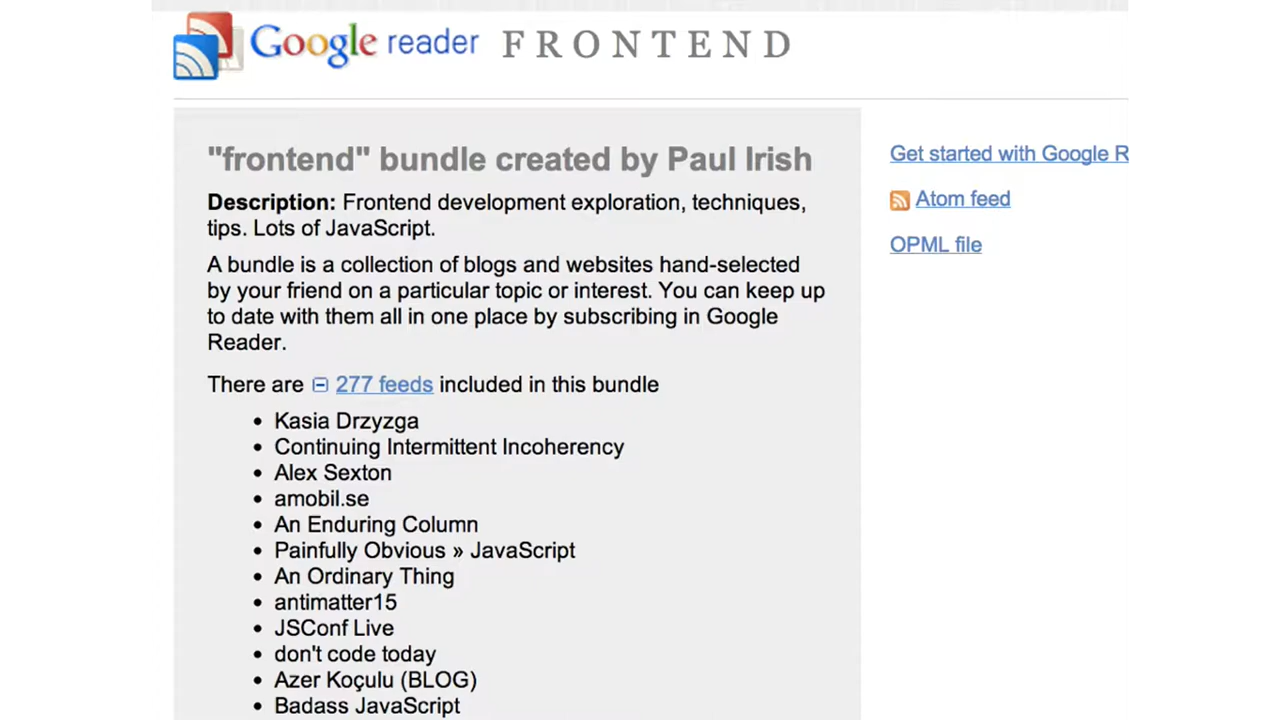 Google reader FRONTEND
"frontend" bundle created by Paul Irish
Description: Frontend development exploration, techniques,
tips. Lots of JavaScript.
A bundle is a collection of blogs and websites hand-selected
by your friend on a particular topic or interest. You can keep up
to date with them all in one place by subscribing in Google
Reader.
There are 277 feeds included in this bundle
• Kasia Drzyzga
• Continuing Intermittent Incoherency
• Alex Sexton
• amobil.se
• An Enduring Column
• Painfully Obvious » JavaScript
• An Ordinary Thing
• antimatter15
• JSConf Live
• don't code today
• Azer Koçulu (BLOG)
• Badass JavaScript
Get started with Google R
Atom feed
OPML file